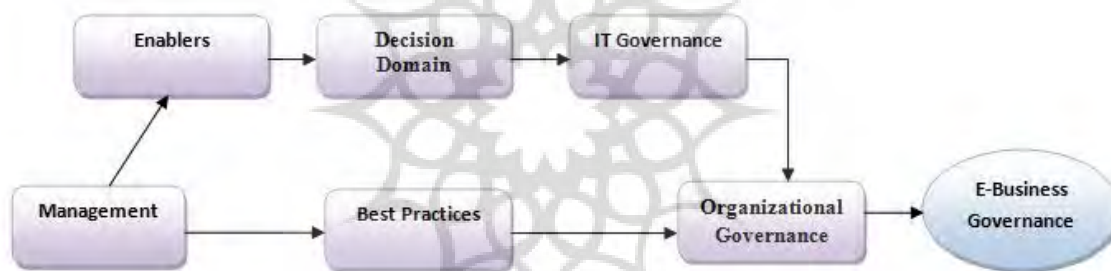 Enablers
Decision
Domain
IT Governance
Management
Best Practices
Organizational
Governance
E-Business
Governance